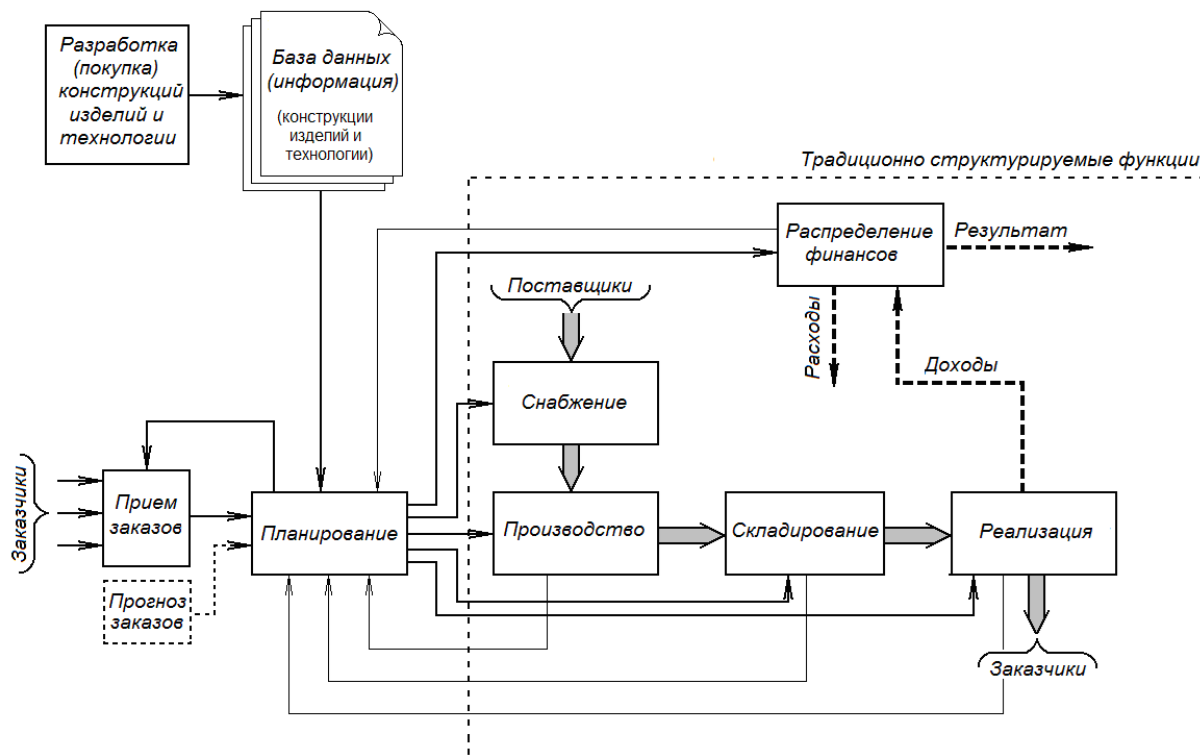 Разработка
(покупка)
конструкций
изделий и
технологии
База данных
(информация)
(конструкции
изделий и
технологии)
Традиционно структурируемые функции
Распределение
финансов
Результат
Поставщики
Расходы
Доходы
Снабжение
Заказчики
Прием
заказов
Планирование
Производство
Складирование
Реализация
Прогноз
заказов
Заказчики